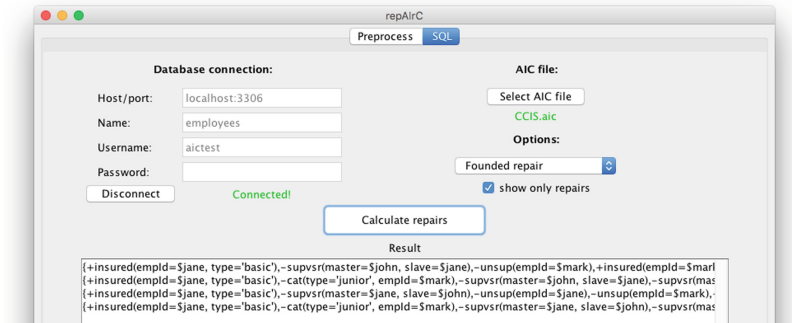 repAIrC
Preprocess SQL
Database connection:
AIC file:
Host/port: localhost:3306
Select AIC file
Name: employees
CCIS.aic
Username: aictest
Options:
Password:
Founded repair
Disconnect Connected!
show only repairs
Calculate repairs
Result
{+insured(empId=$jane, type='basic'),-supvsr(master=$john, slave=$jane),-unsup(empId=$mark),+insured(empId=$mark
{+insured(empId=$jane, type='basic'),-cat(type='junior', empId=$mark),-supvsr(master=$john, slave=$jane),-supvsr(mas
{+insured(empId=$jane, type='basic'),-supvsr(master=$jane, slave=$john),-unsup(empId=$jane),-unsup(empId=$mark),-
{+insured(empId=$jane, type='basic'),-cat(type='junior', empId=$mark),-supvsr(master=$jane, slave=$john),-supvsr(mas